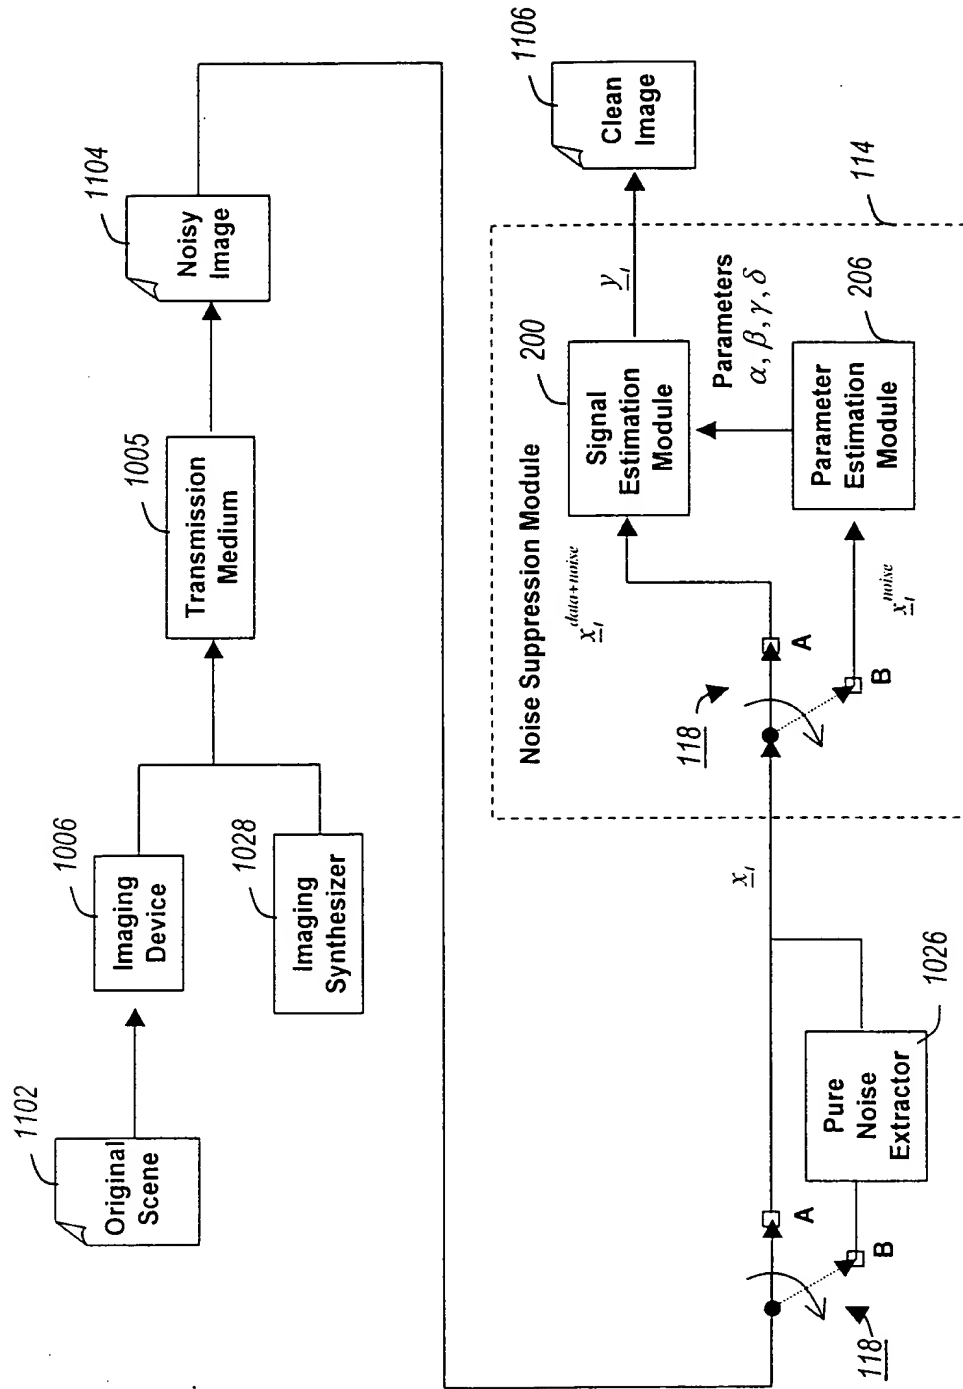 1102
Original
Scene
1006
Imaging
Device
1028
Imaging
Synthesizer
1005
Transmission
Medium
1104
Noisy
Image
118
A
B
Pure
Noise
Extractor
1026
x_t
Noise Suppression Module
118
A
B
x_t^{data+noise}
x_t^{noise}
200
Signal
Estimation
Module
Parameters
α, β, γ, δ
Parameter
Estimation
Module
206
y_t
114
1106
Clean
Image